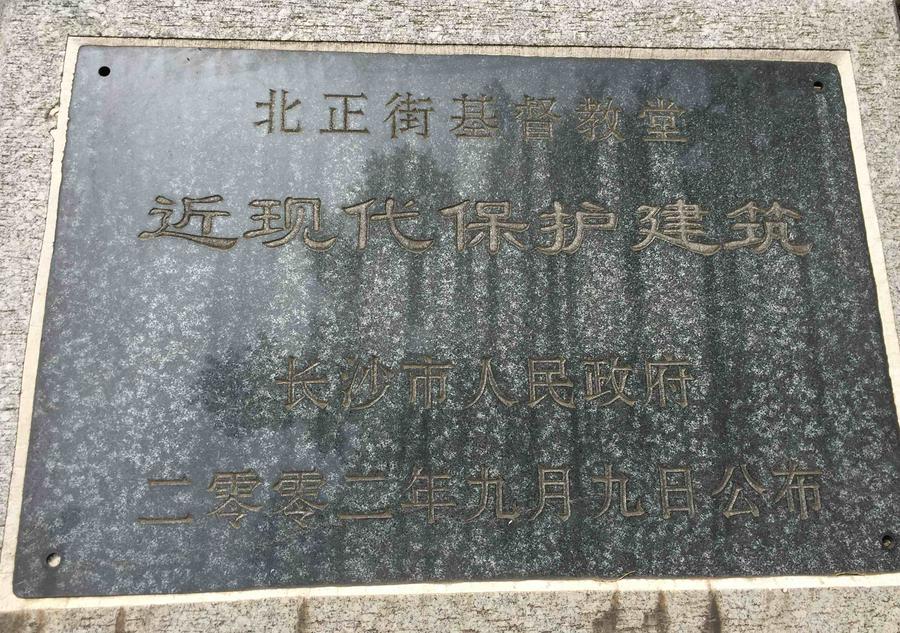 北正街基督教堂
近现代保护建筑
长沙市人民政府
二零零二年九月九日公布